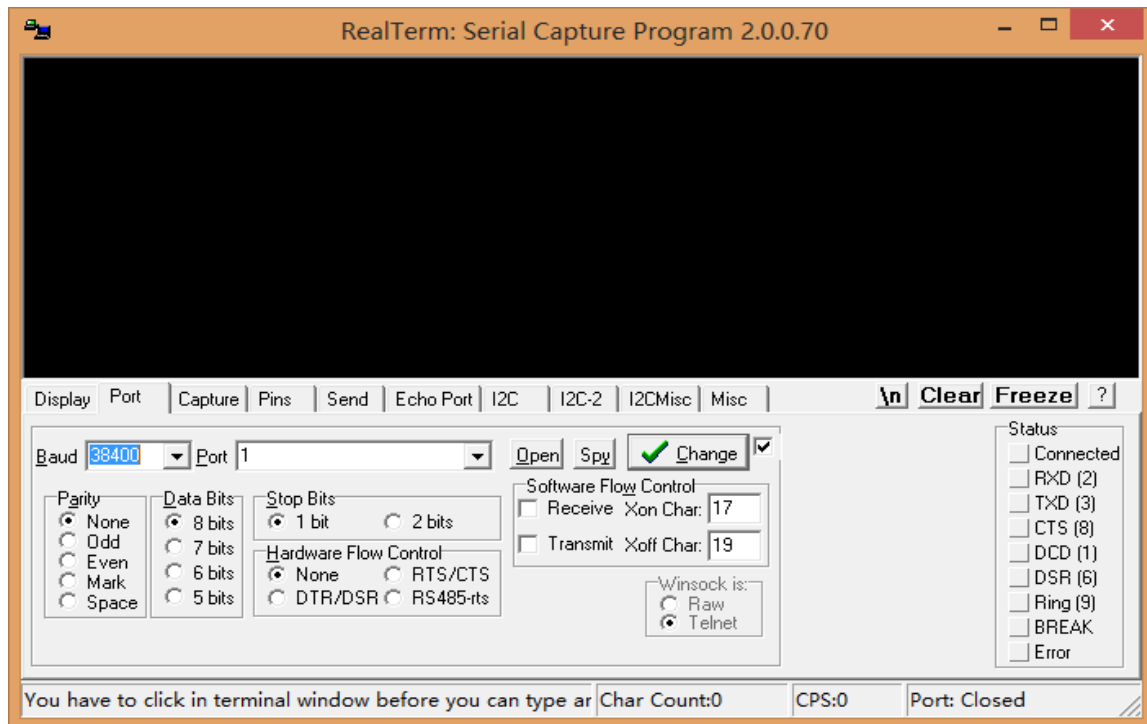 RealTerm: Serial Capture Program 2.0.0.70
Display Port Capture Pins Send Echo Port I2C I2C-2 I2CMisc Misc \n Clear Freeze ?
Baud 38400 Port 1 Open Spy Change
Parity
None
Odd
Even
Mark
Space
Data Bits
8 bits
7 bits
6 bits
5 bits
Stop Bits
1 bit 2 bits
Hardware Flow Control
None RTS/CTS
DTR/DSR RS485-rts
Software Flow Control
Receive Xon Char: 17
Transmit Xoff Char: 19
Winsock is:
Raw
Telnet
Status
Connected
RXD (2)
TXD (3)
CTS (8)
DCD (1)
DSR (6)
Ring (9)
BREAK
Error
You have to click in terminal window before you can type ar Char Count:0 CPS:0 Port: Closed